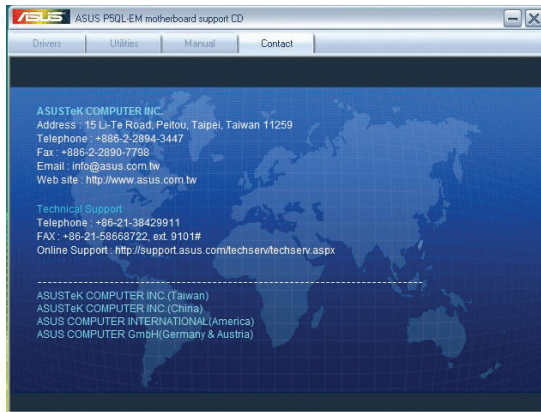 ASUS ASUS P5QL-EM motherboard support CD
Drivers Utilities Manual Contact
ASUSTeK COMPUTER INC.
Address : 15 Li-Te Road, Peitou, Taipei, Taiwan 11259
Telephone : +886-2-2894-3447
Fax : +886-2-2890-7798
Email : info@asus.com.tw
Web site : http://www.asus.com.tw
Technical Support:
Telephone : +86-21-38429911
FAX : +86-21-58668722, ext. 9101#
Online Support : http://support.asus.com/techserv/techserv.aspx
ASUSTeK COMPUTER INC.(Taiwan)
ASUSTeK COMPUTER INC.(China)
ASUS COMPUTER INTERNATIONAL(America)
ASUS COMPUTER GmbH(Germany & Austria)